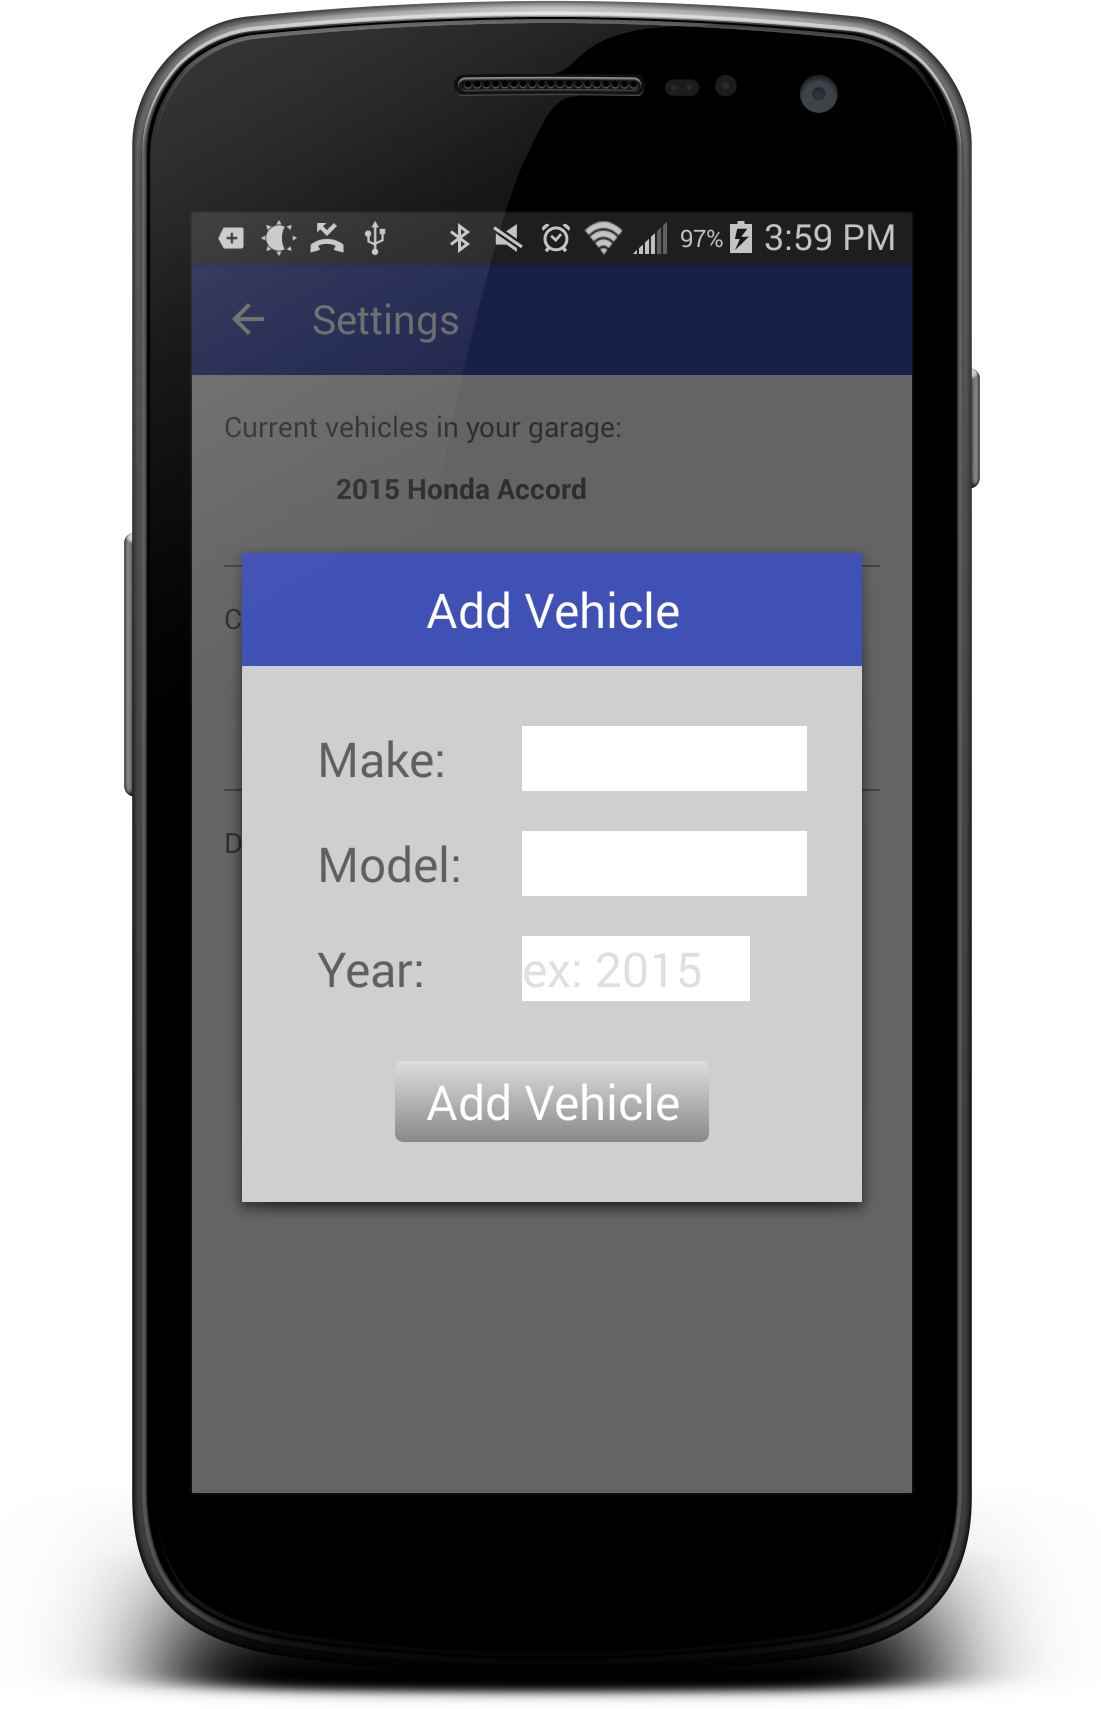 97% 3:59 PM
Settings
Current vehicles in your garage:
2015 Honda Accord
C
Add Vehicle
Make:
Model:
D
Year: ex: 2015
Add Vehicle